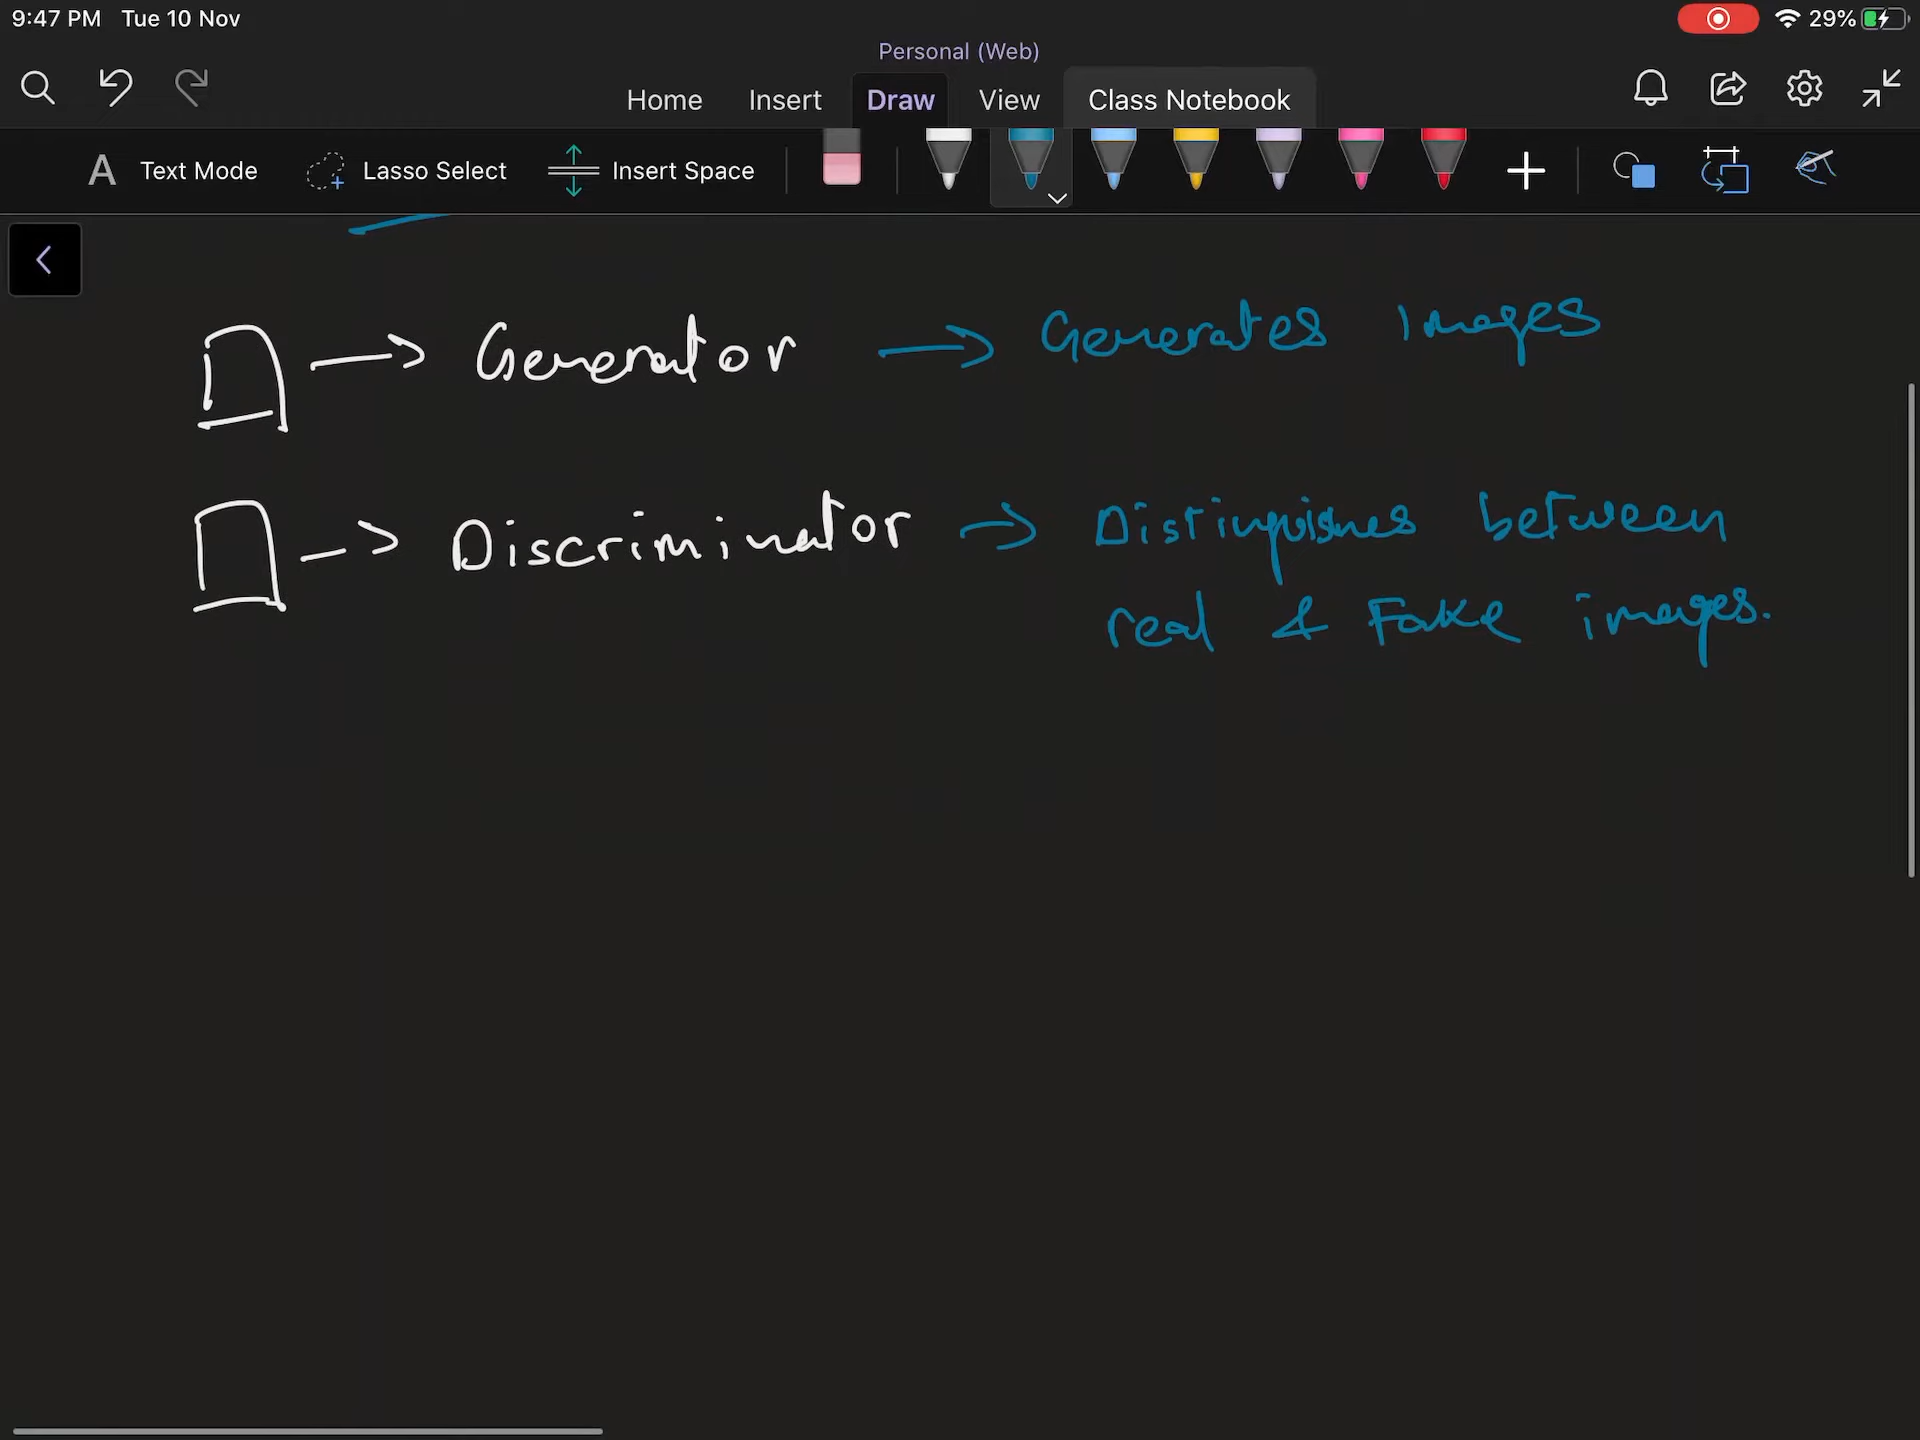 9:47 PM Tue 10 Nov 29%
Personal (Web)
Home Insert Draw View Class Notebook
A Text Mode Lasso Select Insert Space
Generator → Generates Images
Discriminator → Distinguishes between
real & Fake images.